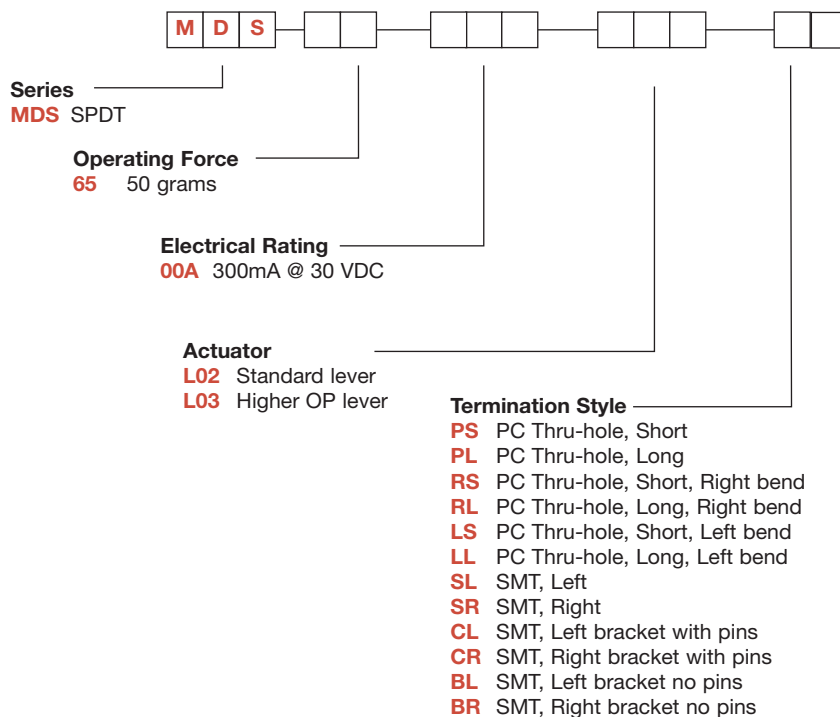 M D S
Series
MDS SPDT
Operating Force
65 50 grams
Electrical Rating
00A 300mA @ 30 VDC
Actuator
L02 Standard lever
L03 Higher OP lever
Termination Style
PS PC Thru-hole, Short
PL PC Thru-hole, Long
RS PC Thru-hole, Short, Right bend
RL PC Thru-hole, Long, Right bend
LS PC Thru-hole, Short, Left bend
LL PC Thru-hole, Long, Left bend
SL SMT, Left
SR SMT, Right
CL SMT, Left bracket with pins
CR SMT, Right bracket with pins
BL SMT, Left bracket no pins
BR SMT, Right bracket no pins